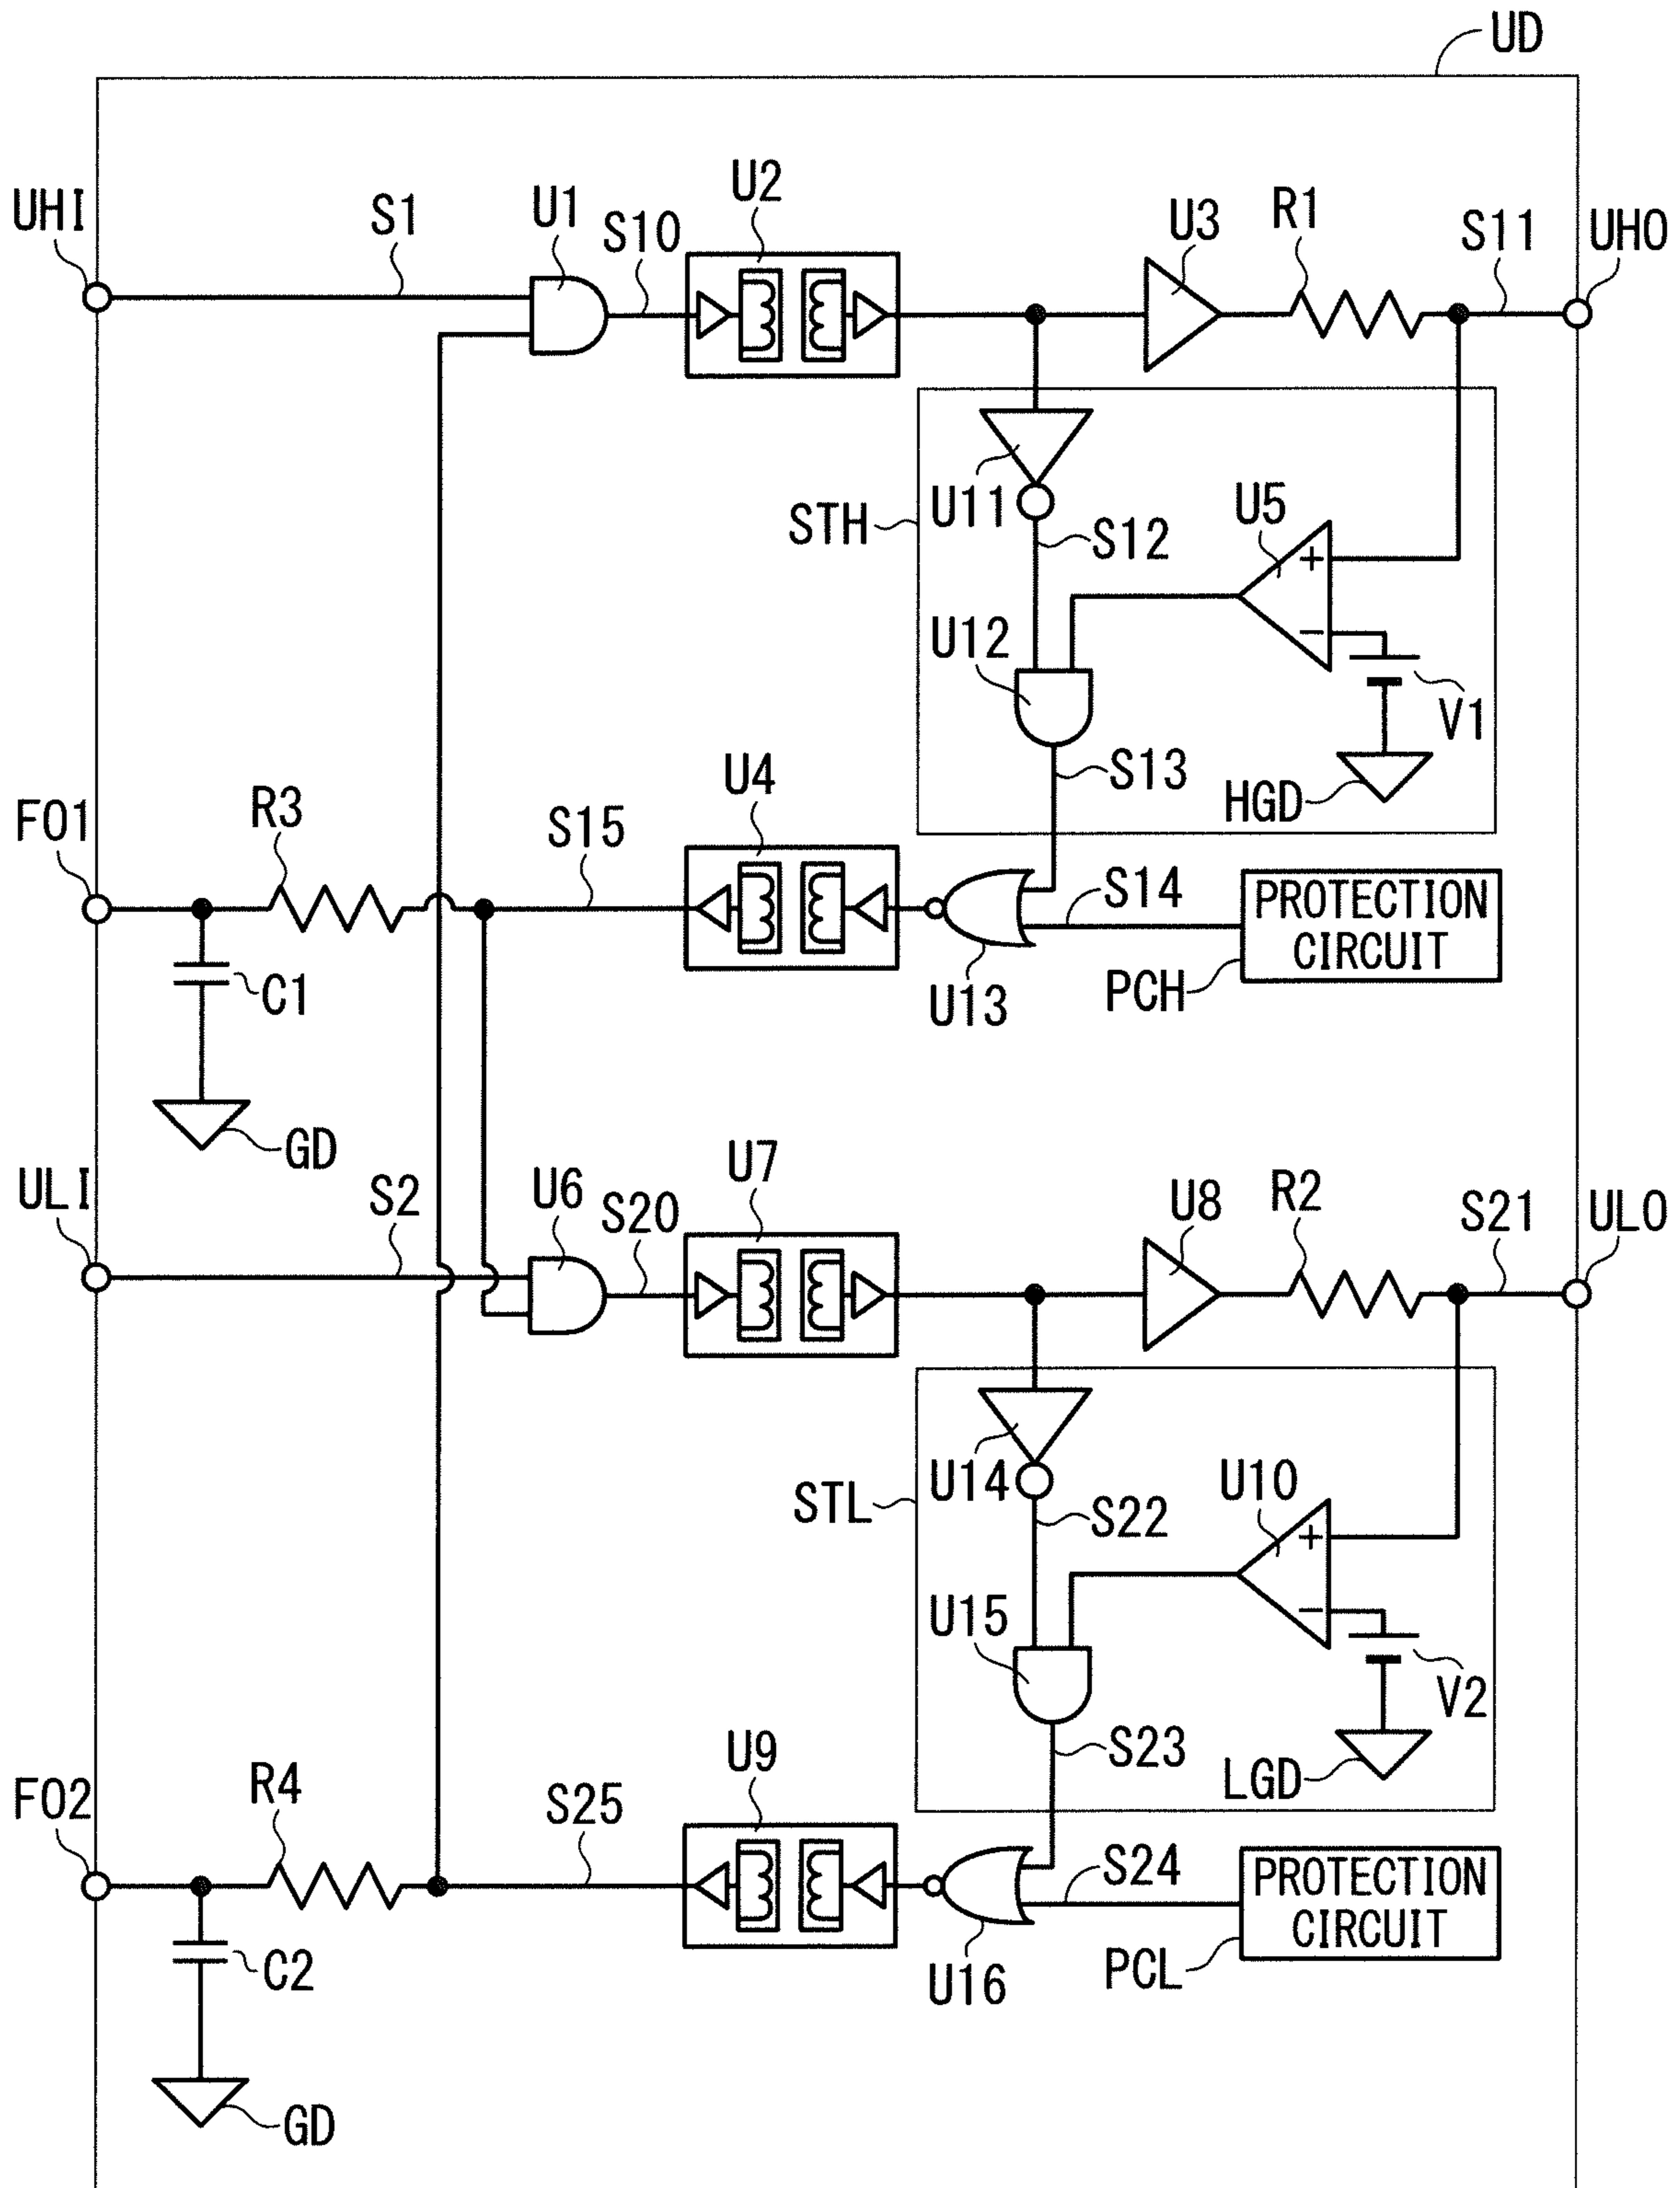 UD
UHI
S1
U1
S10
U2
U3
R1
S11
UHO
STH
U11
S12
U5
+
−
U12
V1
S13
HGD
FO1
R3
S15
U4
S14
PROTECTION
CIRCUIT
C1
U13
PCH
GD
ULI
S2
U6
S20
U7
U8
R2
S21
ULO
STL
U14
S22
U10
+
−
U15
V2
S23
LGD
FO2
R4
S25
U9
S24
PROTECTION
CIRCUIT
C2
U16
PCL
GD